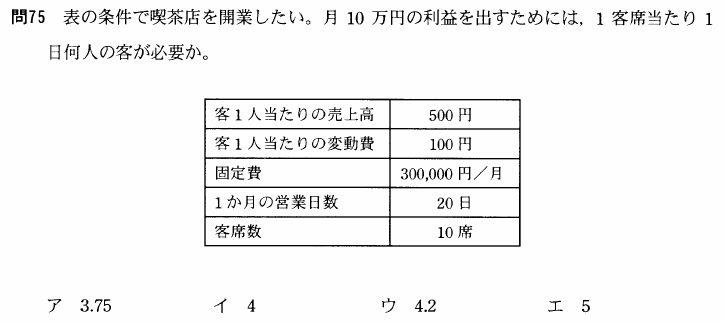 問75 表の条件で喫茶店を開業したい。月 10 万円の利益を出すためには，1 客席当たり 1
日何人の客が必要か。
客 1 人当たりの売上高 500 円
客 1 人当たりの変動費 100 円
固定費 300,000 円／月
1 か月の営業日数 20 日
客席数 10 席
ア 3.75 イ 4 ウ 4.2 エ 5